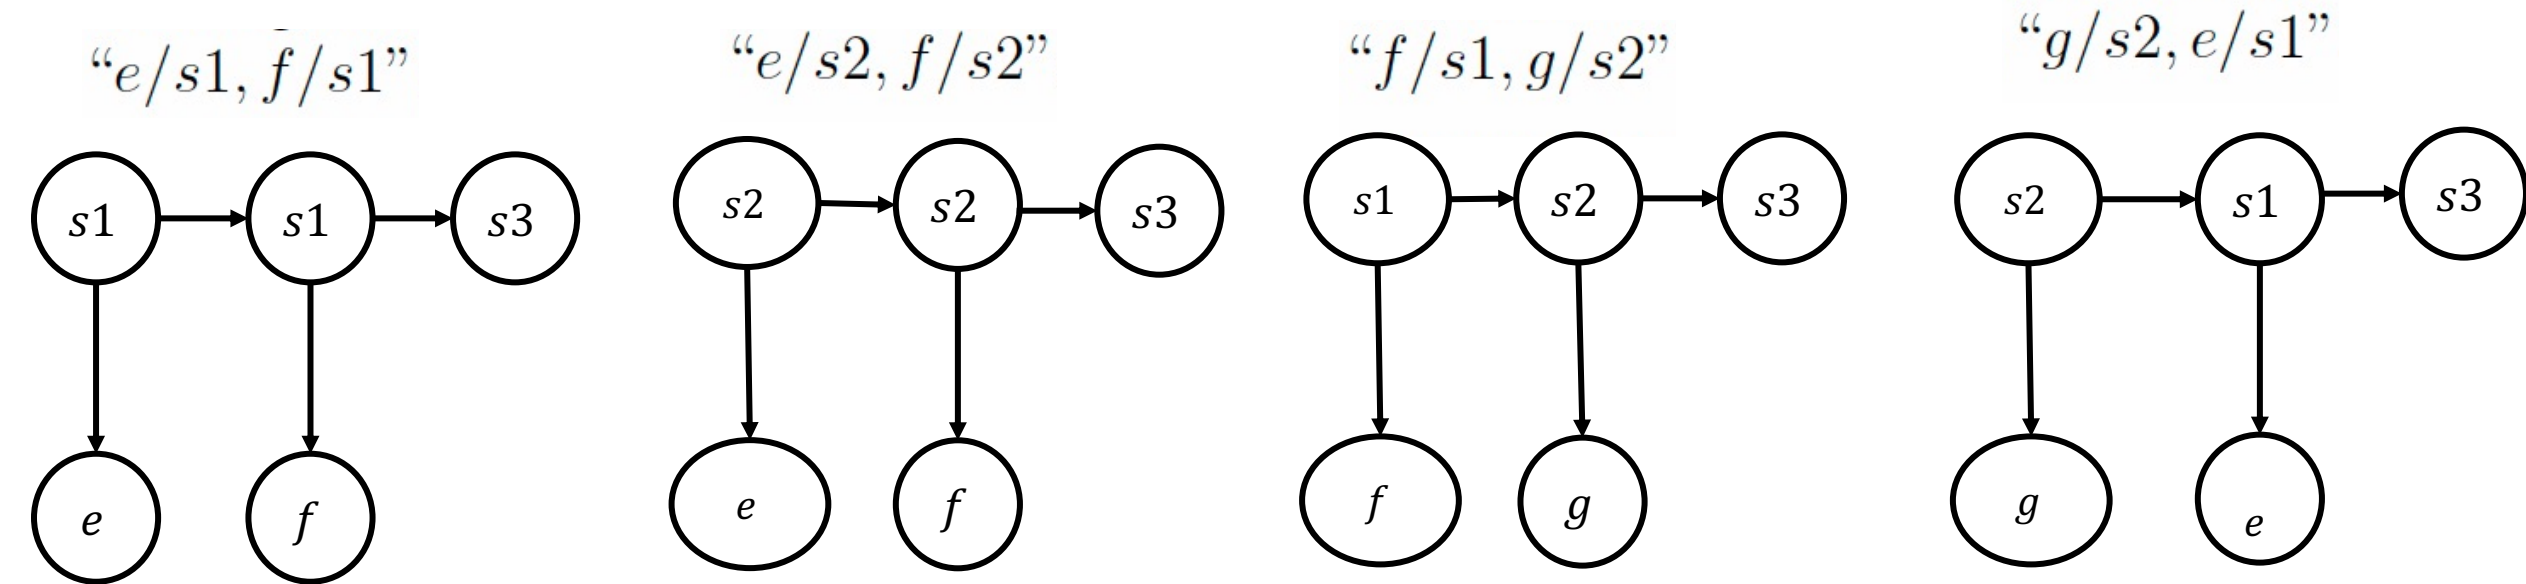 “e/s1, f/s1”
“e/s2, f/s2”
“f/s1, g/s2”
“g/s2, e/s1”
s1 s1 s3
s2 s2 s3
s1 s2 s3
s2 s1 s3
e f
e f
f g
g e